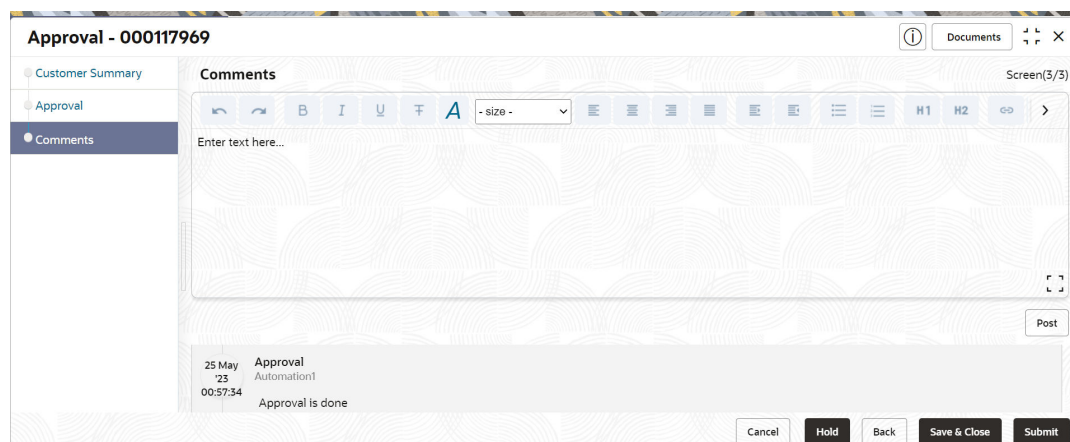 Approval - 000117969
Documents
Customer Summary
Approval
Comments
Comments
Screen(3/3)
B I U T A - size - H1 H2
Enter text here...
Post
25 May '23 00:57:34
Approval
Automation1
Approval is done
Cancel Hold Back Save & Close Submit